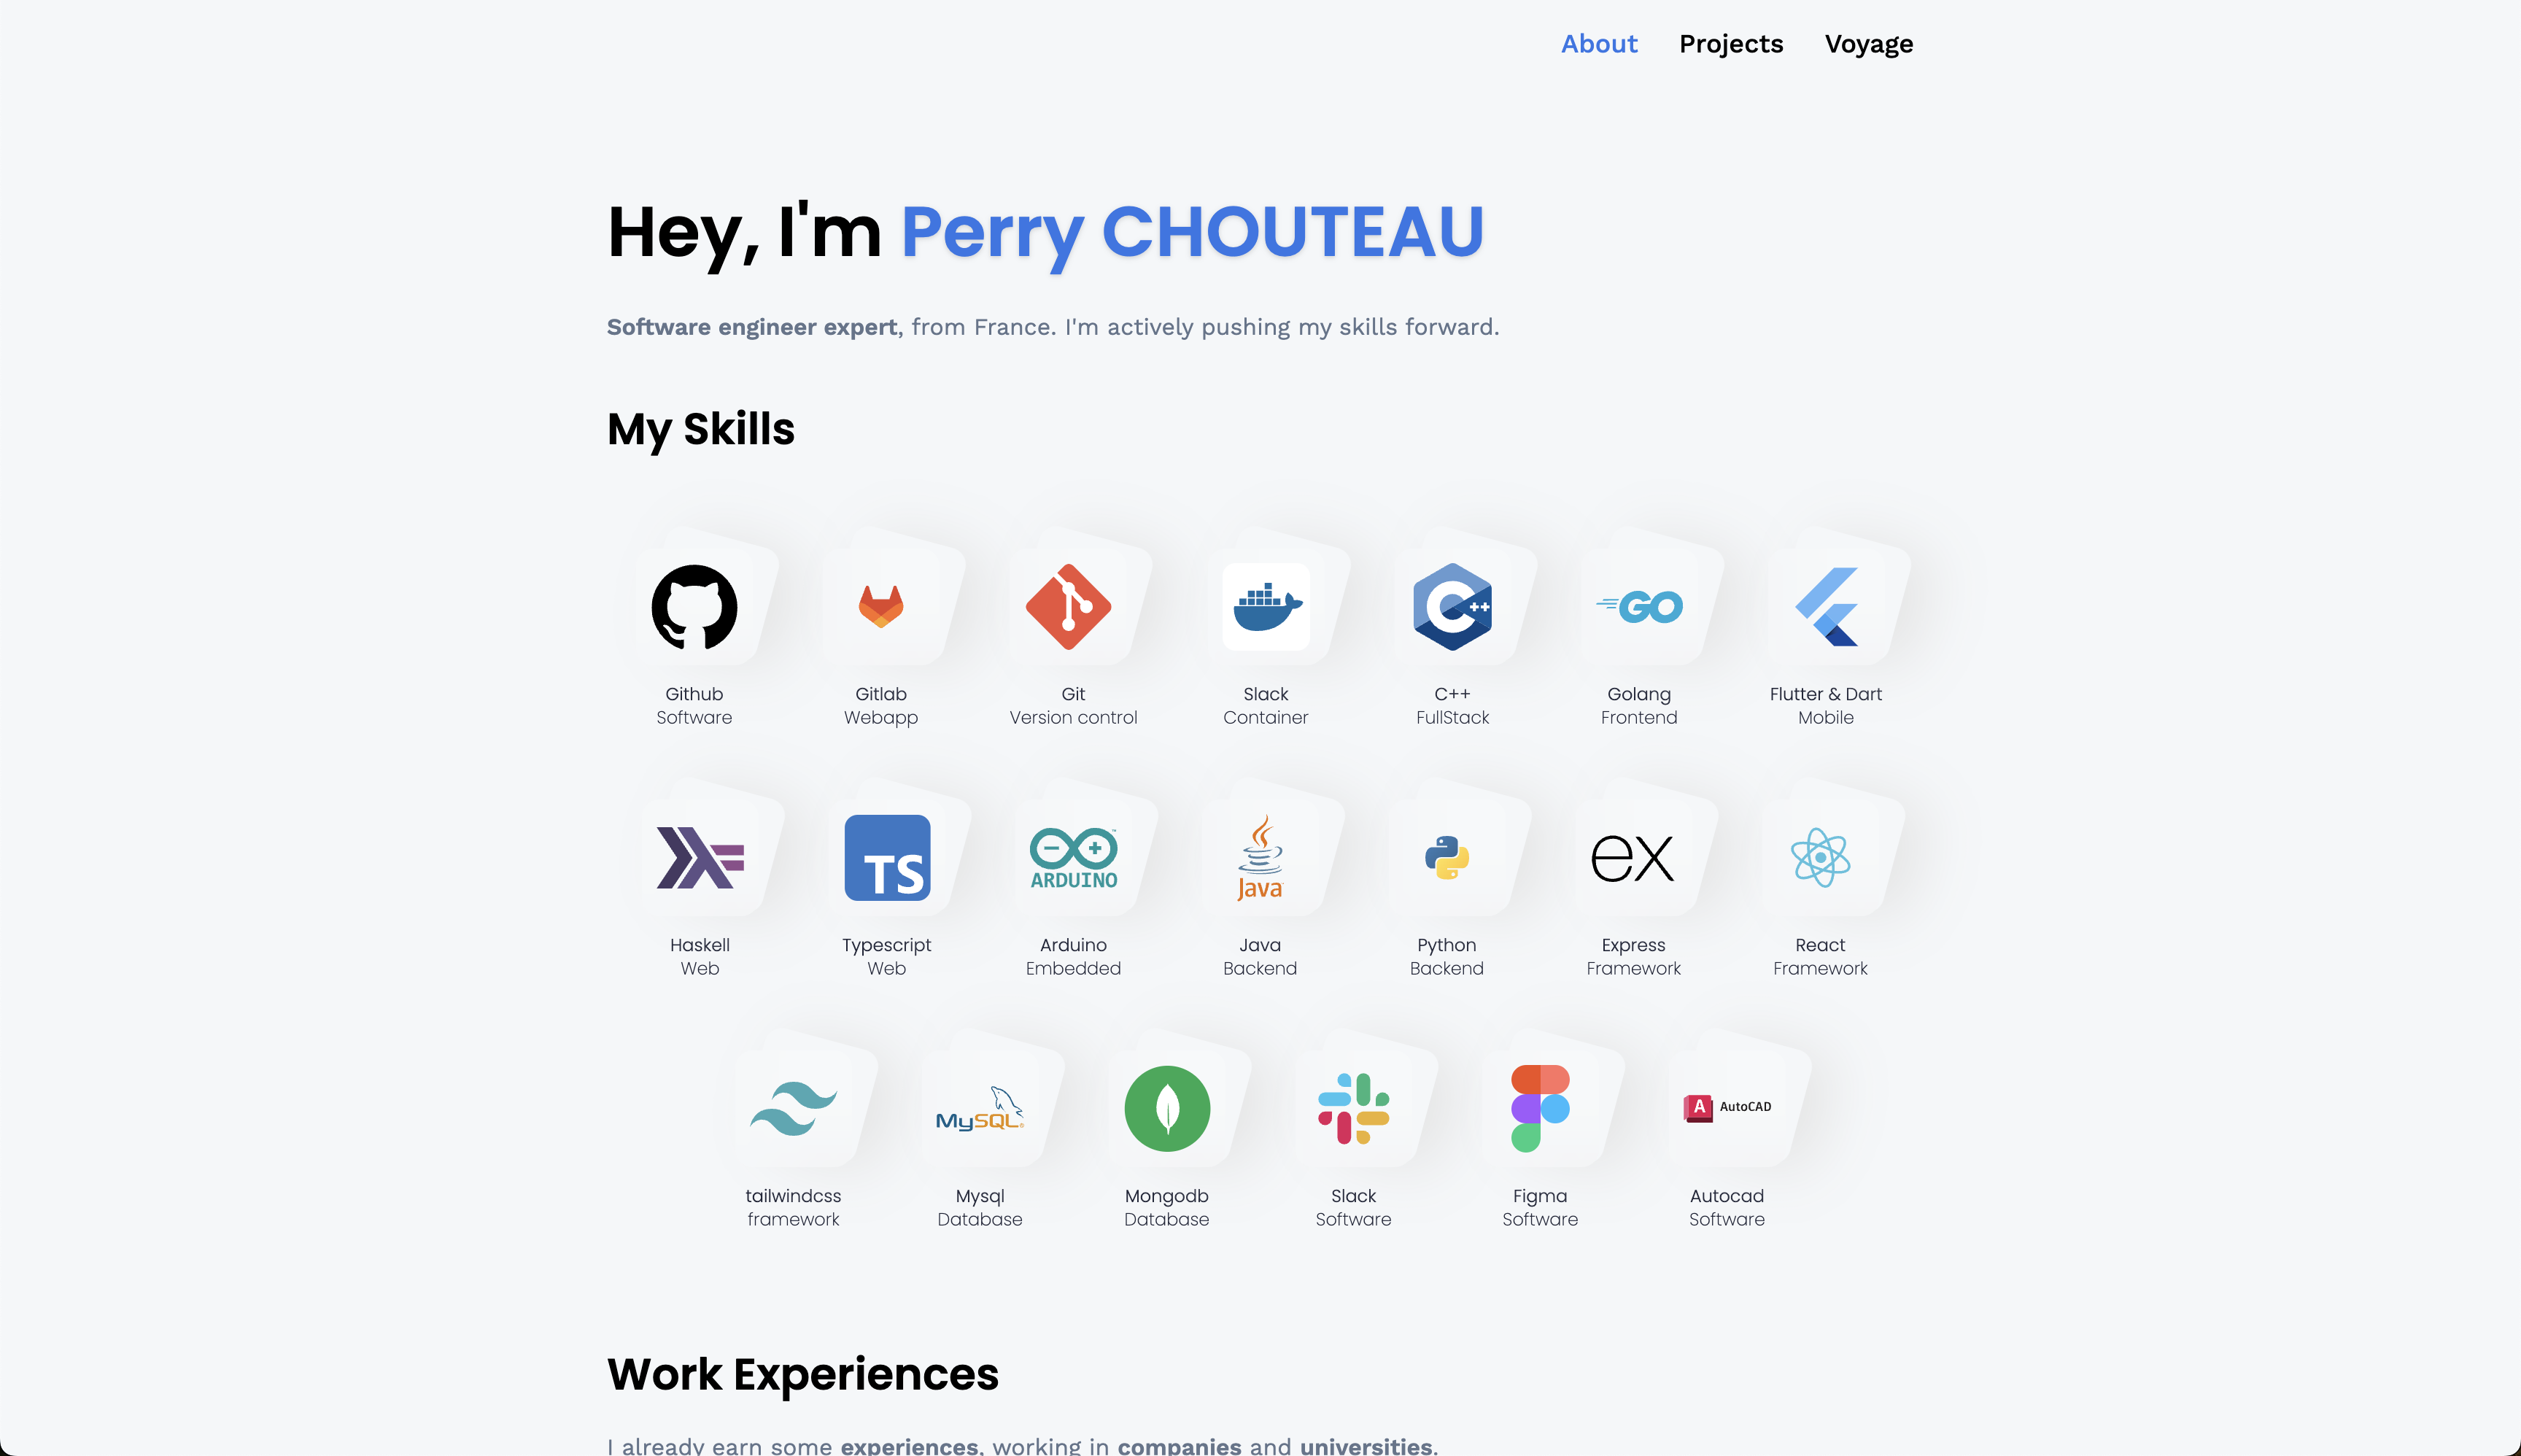 About Projects Voyage
Hey, I'm Perry CHOUTEAU
Software engineer expert, from France. I'm actively pushing my skills forward.
My Skills
C++ GO
Github Gitlab Git Slack C++ Golang Flutter & Dart
Software Webapp Version control Container FullStack Frontend Mobile
TS ARDUINO Java ex
Haskell Typescript Arduino Java Python Express React
Web Web Embedded Backend Backend Framework Framework
MySQL A AutoCAD
tailwindcss Mysql Mongodb Slack Figma Autocad
framework Database Database Software Software Software
Work Experiences
I already earn some experiences, working in companies and universities.